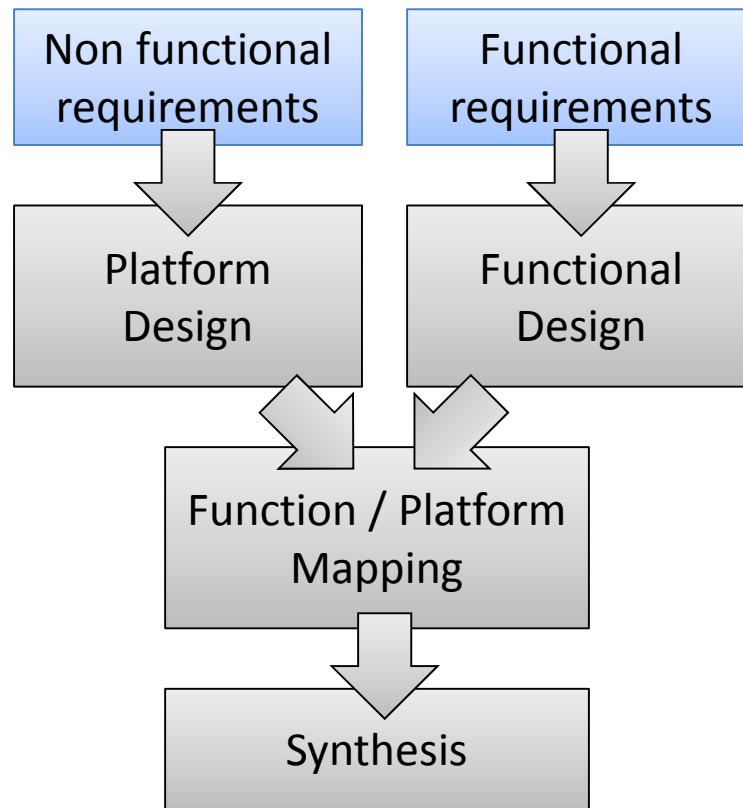 Non functional
requirements
Functional
requirements
Platform
Design
Functional
Design
Function / Platform
Mapping
Synthesis